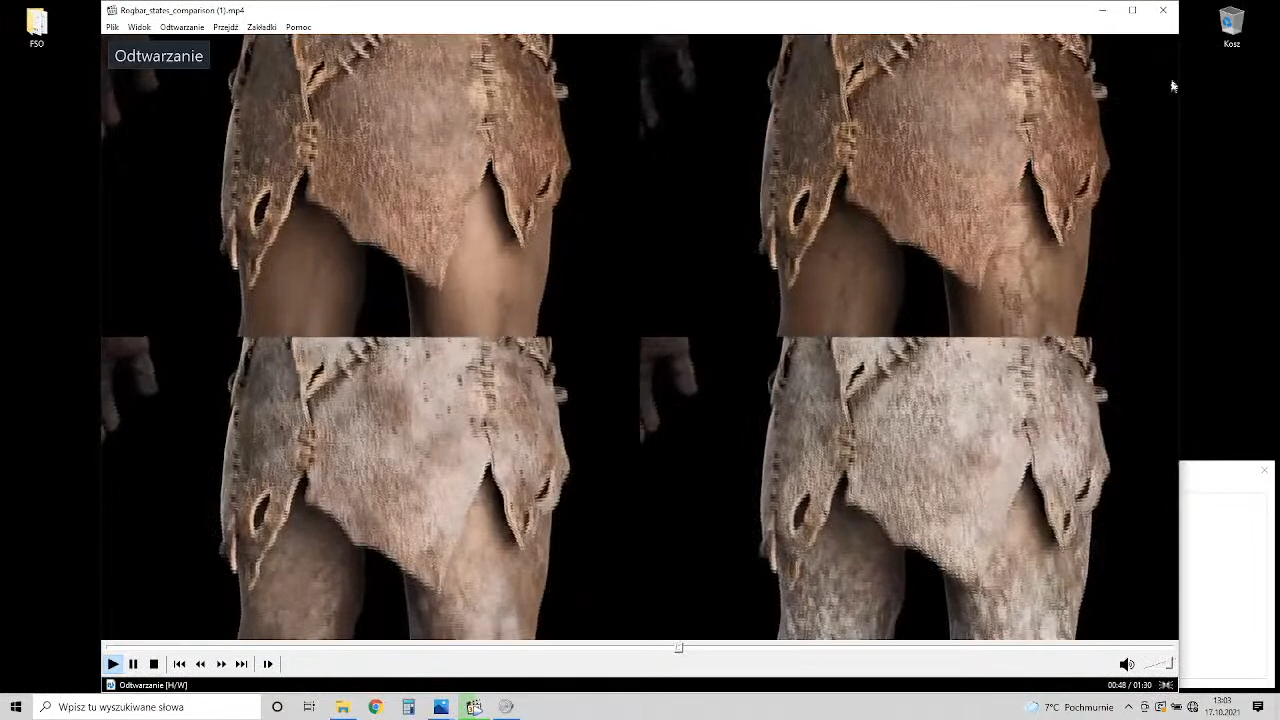 FSO
Roqbar_states_comparison (1).mp4
Plik Widok Odtwarzanie Przejdź Zakładki Pomoc
Odtwarzanie
Kosz
Odtwarzanie [H/W]
00:48 / 01:30
Wpisz tu wyszukiwane słowa
7°C Pochmurnie
13:03
17.10.2021